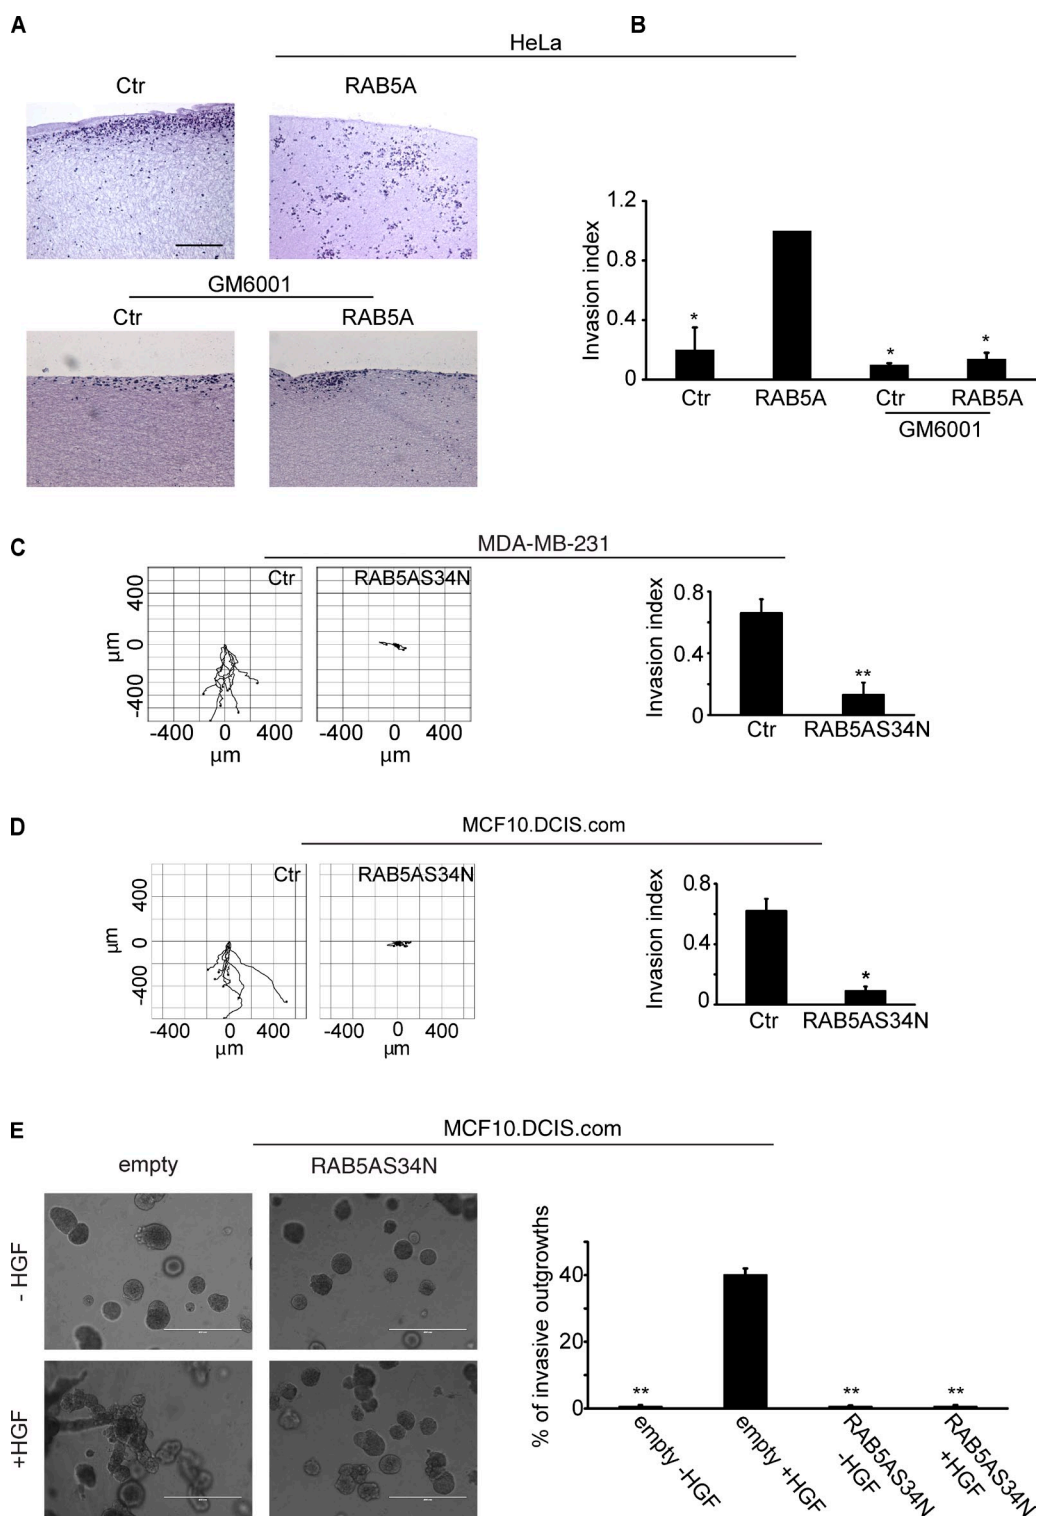 A
B
HeLa
Ctr
RAB5A
GM6001
Ctr
RAB5A
Invasion index
1.2
0.8
0.4
0
*
*
*
Ctr
RAB5A
Ctr
RAB5A
GM6001
C
MDA-MB-231
Ctr
RAB5AS34N
µm
400
0
-400
-400 0 400
µm
-400 0 400
µm
Invasion index
0.8
0.4
0
**
Ctr
RAB5AS34N
D
MCF10.DCIS.com
Ctr
RAB5AS34N
µm
400
0
-400
-400 0 400
µm
-400 0 400
µm
Invasion index
0.8
0.4
0
*
Ctr
RAB5AS34N
E
MCF10.DCIS.com
empty
RAB5AS34N
- HGF
+HGF
% of invasive outgrowths
40
20
0
**
**
**
empty -HGF
empty +HGF
RAB5AS34N
-HGF
RAB5AS34N
+HGF